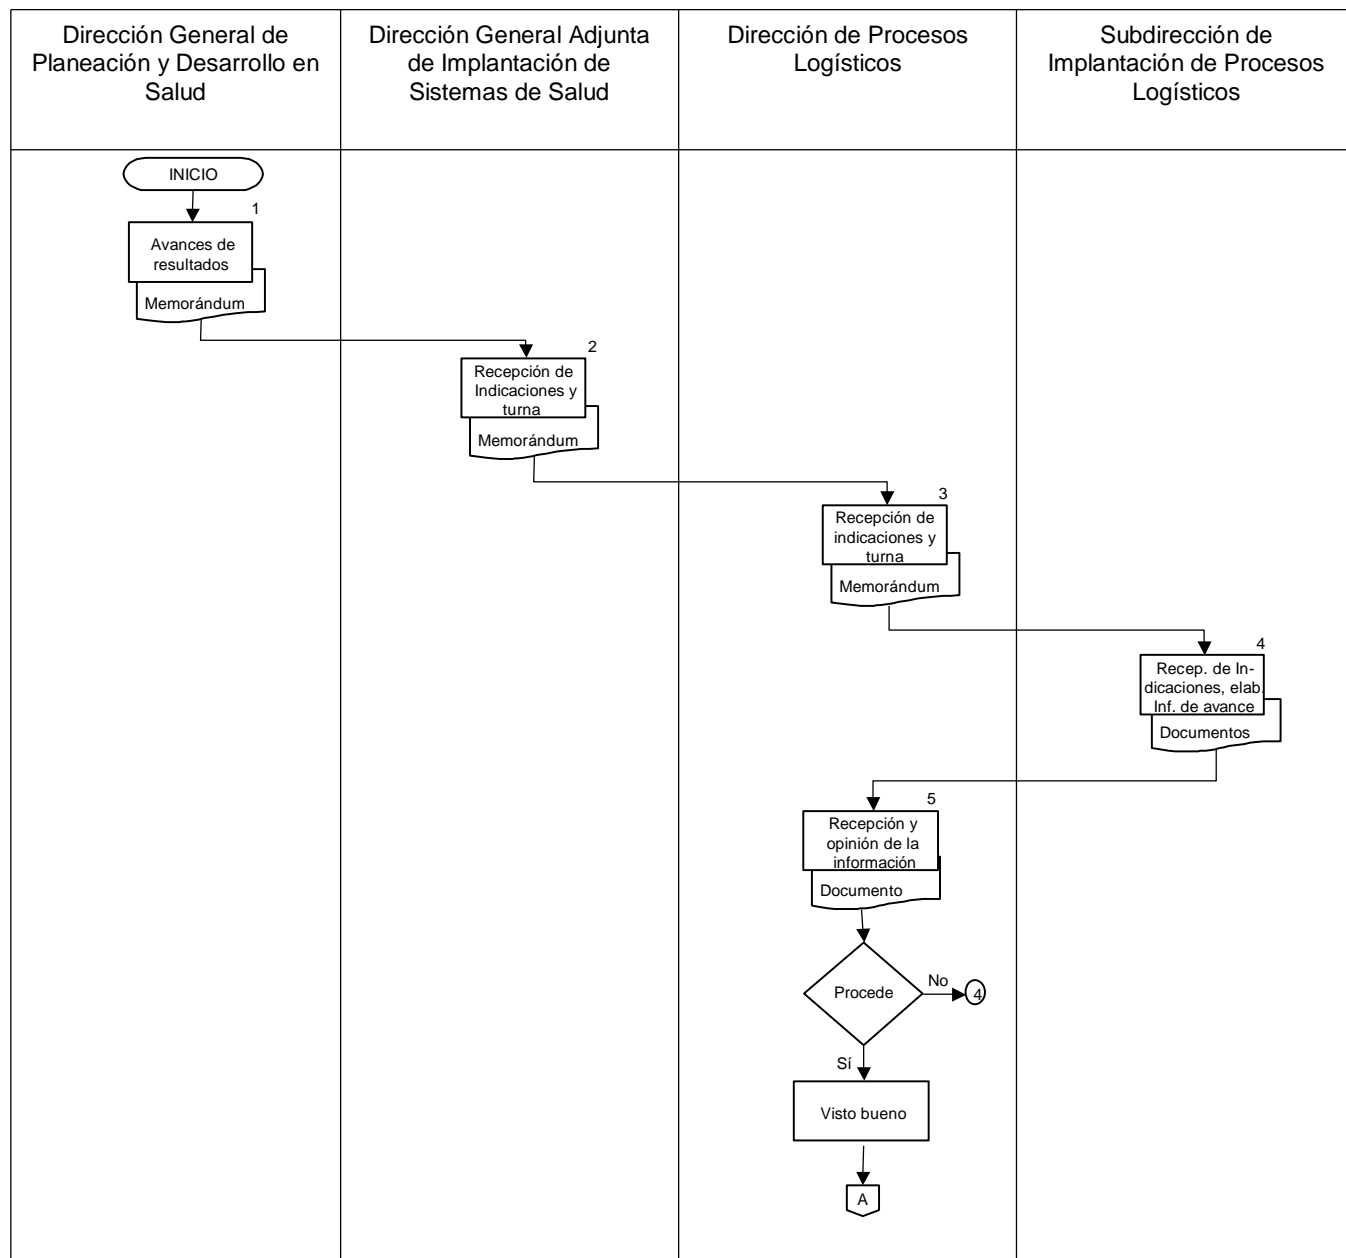 Dirección General de
Planeación y Desarrollo en
Salud
Dirección General Adjunta
de Implantación de
Sistemas de Salud
Dirección de Procesos
Logísticos
Subdirección de
Implantación de Procesos
Logísticos
INICIO
1
Avances de
resultados
Memorándum
2
Recepción de
Indicaciones y
turna
Memorándum
3
Recepción de
indicaciones y
turna
Memorándum
4
Recep. de In-
dicaciones, elab.
Inf. de avance
Documentos
5
Recepción y
opinión de la
información
Documento
Procede
No
4
Sí
Visto bueno
A